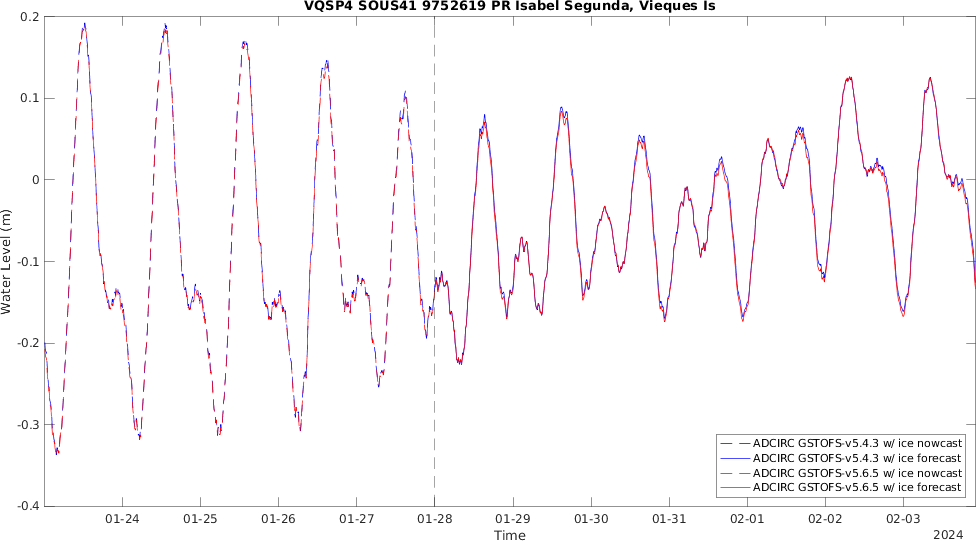 VQSP4 SOUS41 9752619 PR Isabel Segunda, Vieques Is
0.2
0.1
0
-0.1
-0.2
-0.3
-0.4
Water Level (m)
01-24 01-25 01-26 01-27 01-28 01-29 01-30 01-31 02-01 02-02 02-03
Time
2024
ADCIRC GSTOFS-v5.4.3 w/ ice nowcast
ADCIRC GSTOFS-v5.4.3 w/ ice forecast
ADCIRC GSTOFS-v5.6.5 w/ ice nowcast
ADCIRC GSTOFS-v5.6.5 w/ ice forecast